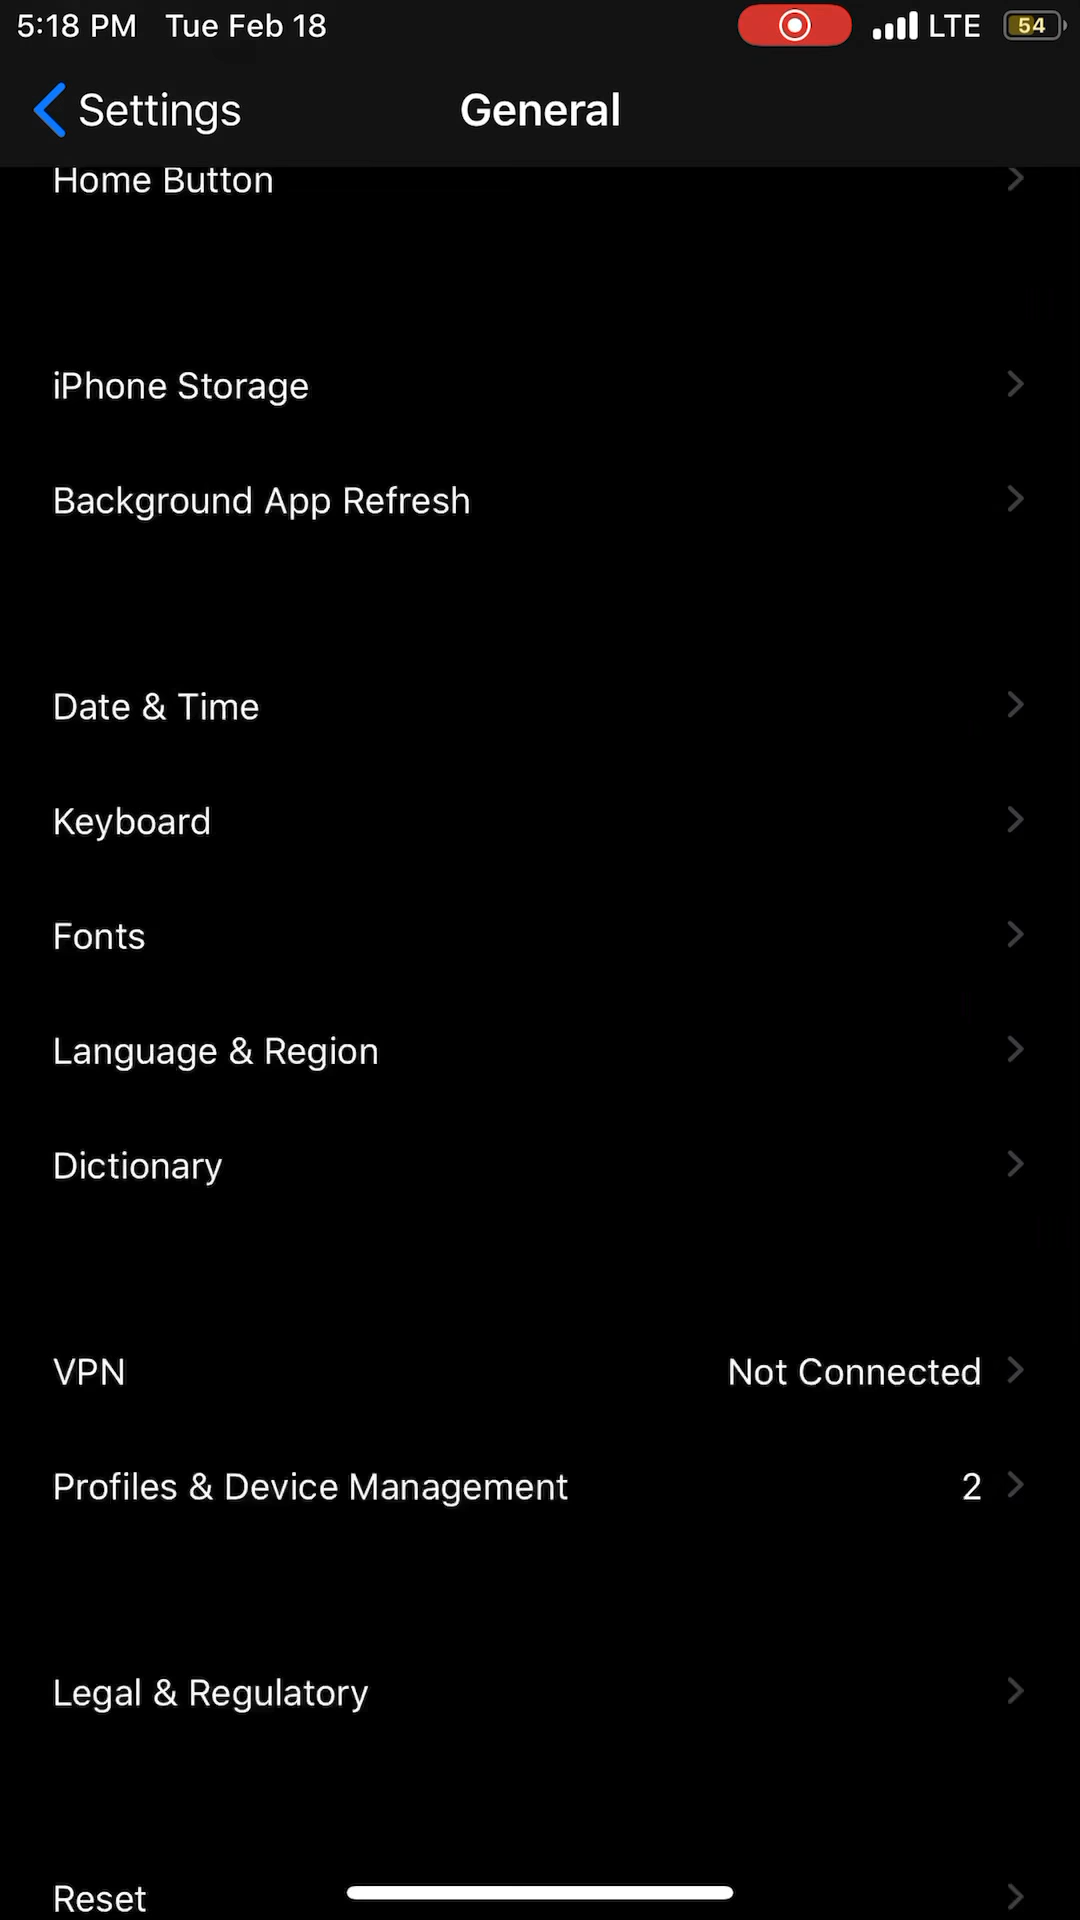 5:18 PM Tue Feb 18 LTE 54
Settings General
Home Button
iPhone Storage
Background App Refresh
Date & Time
Keyboard
Fonts
Language & Region
Dictionary
VPN Not Connected
Profiles & Device Management 2
Legal & Regulatory
Reset